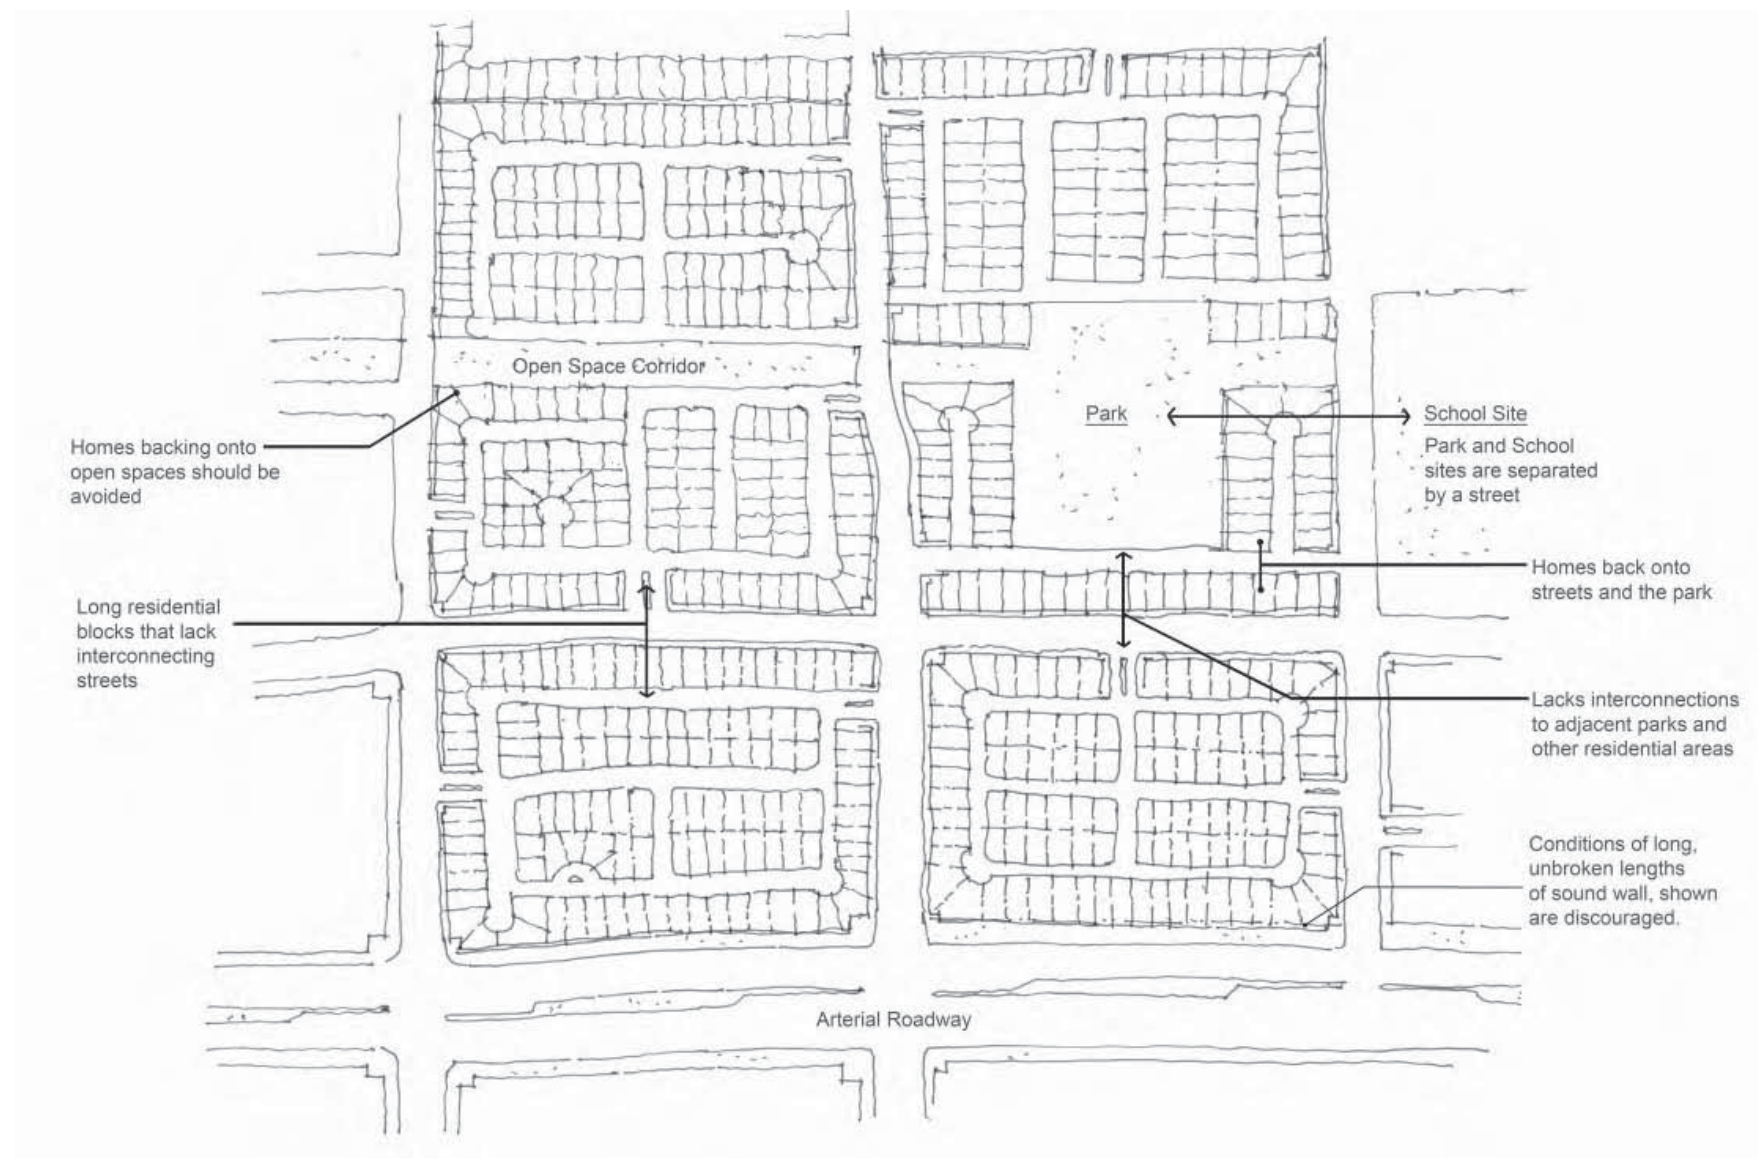 Open Space Corridor
Park
School Site
Park and School
sites are separated
by a street
Homes backing onto
open spaces should be
avoided
Homes back onto
streets and the park
Long residential
blocks that lack
interconnecting
streets
Lacks interconnections
to adjacent parks and
other residential areas
Conditions of long,
unbroken lengths
of sound wall, shown
are discouraged.
Arterial Roadway